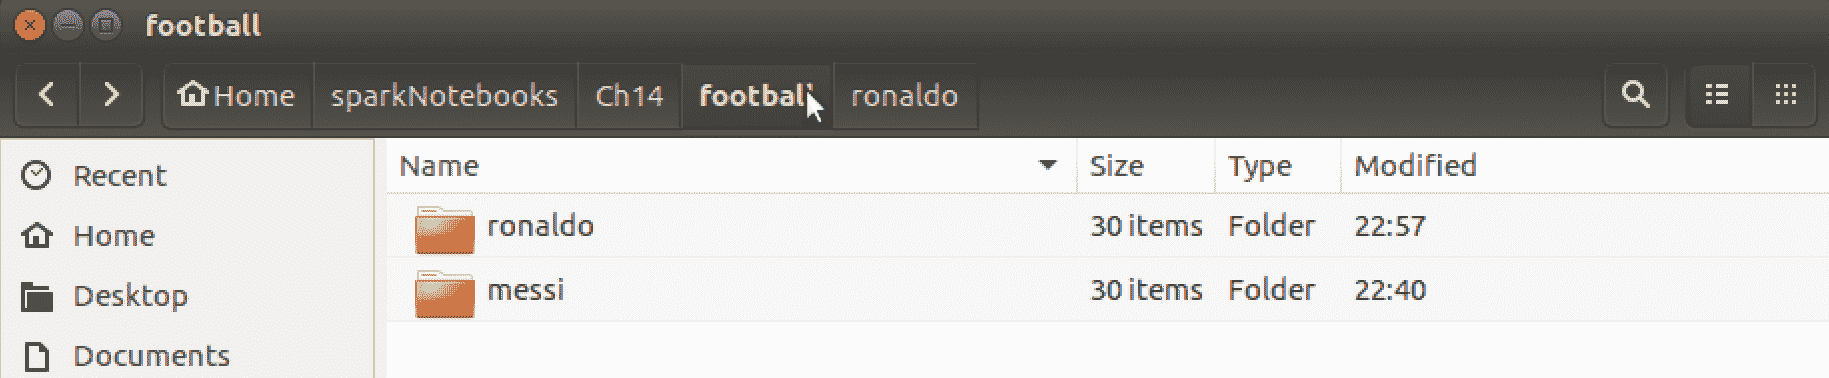 football
Home sparkNotebooks Ch14 football ronaldo
Name Size Type Modified
Recent
ronaldo 30 items Folder 22:57
Home
messi 30 items Folder 22:40
Desktop
Documents